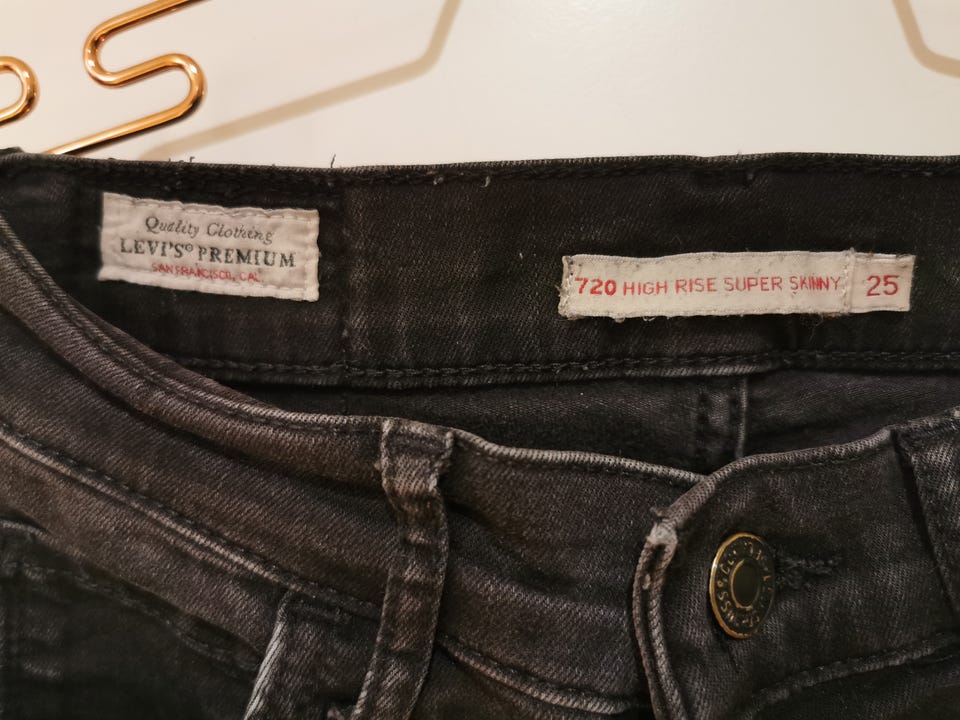 Quality Clothing
LEVI'S® PREMIUM
SAN FRANCISCO, CAL
720 HIGH RISE SUPER SKINNY 25